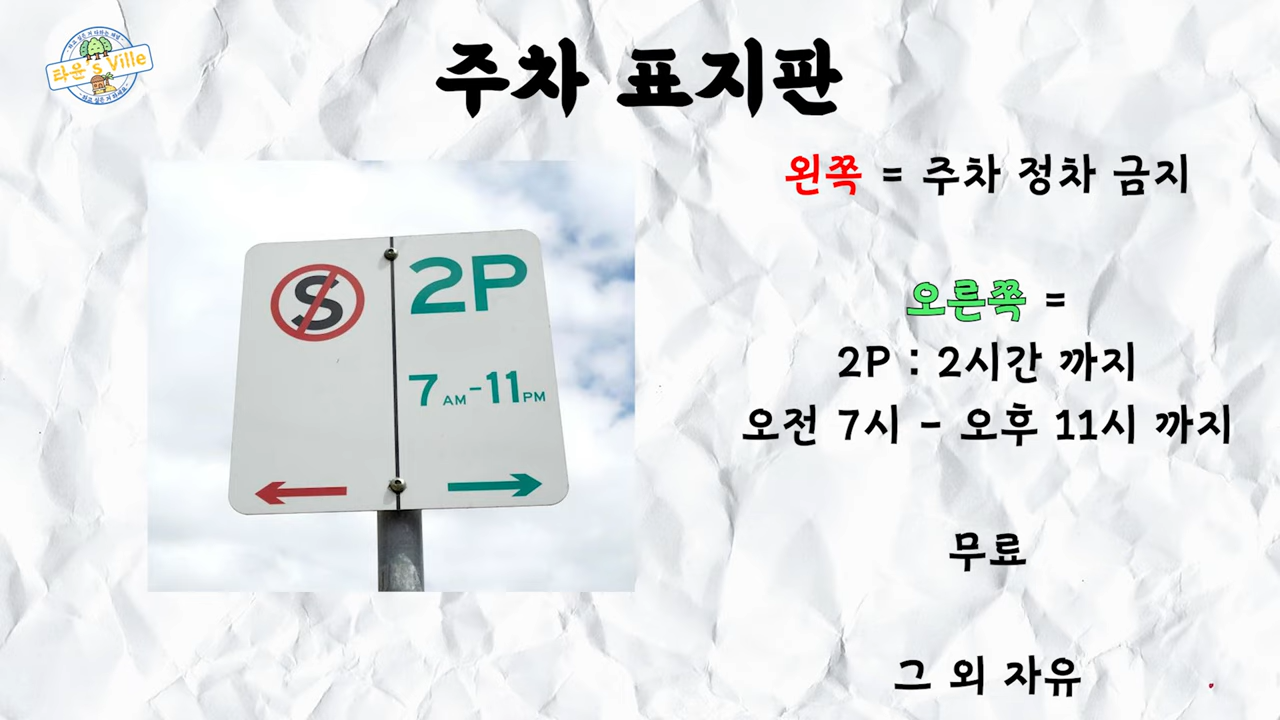 타운's Ville
주차 표지판
왼쪽 = 주차 정차 금지
오른쪽 =
2P : 2시간 까지
오전 7시 - 오후 11시 까지
무료
그 외 자유
S
2P
7AM-11PM